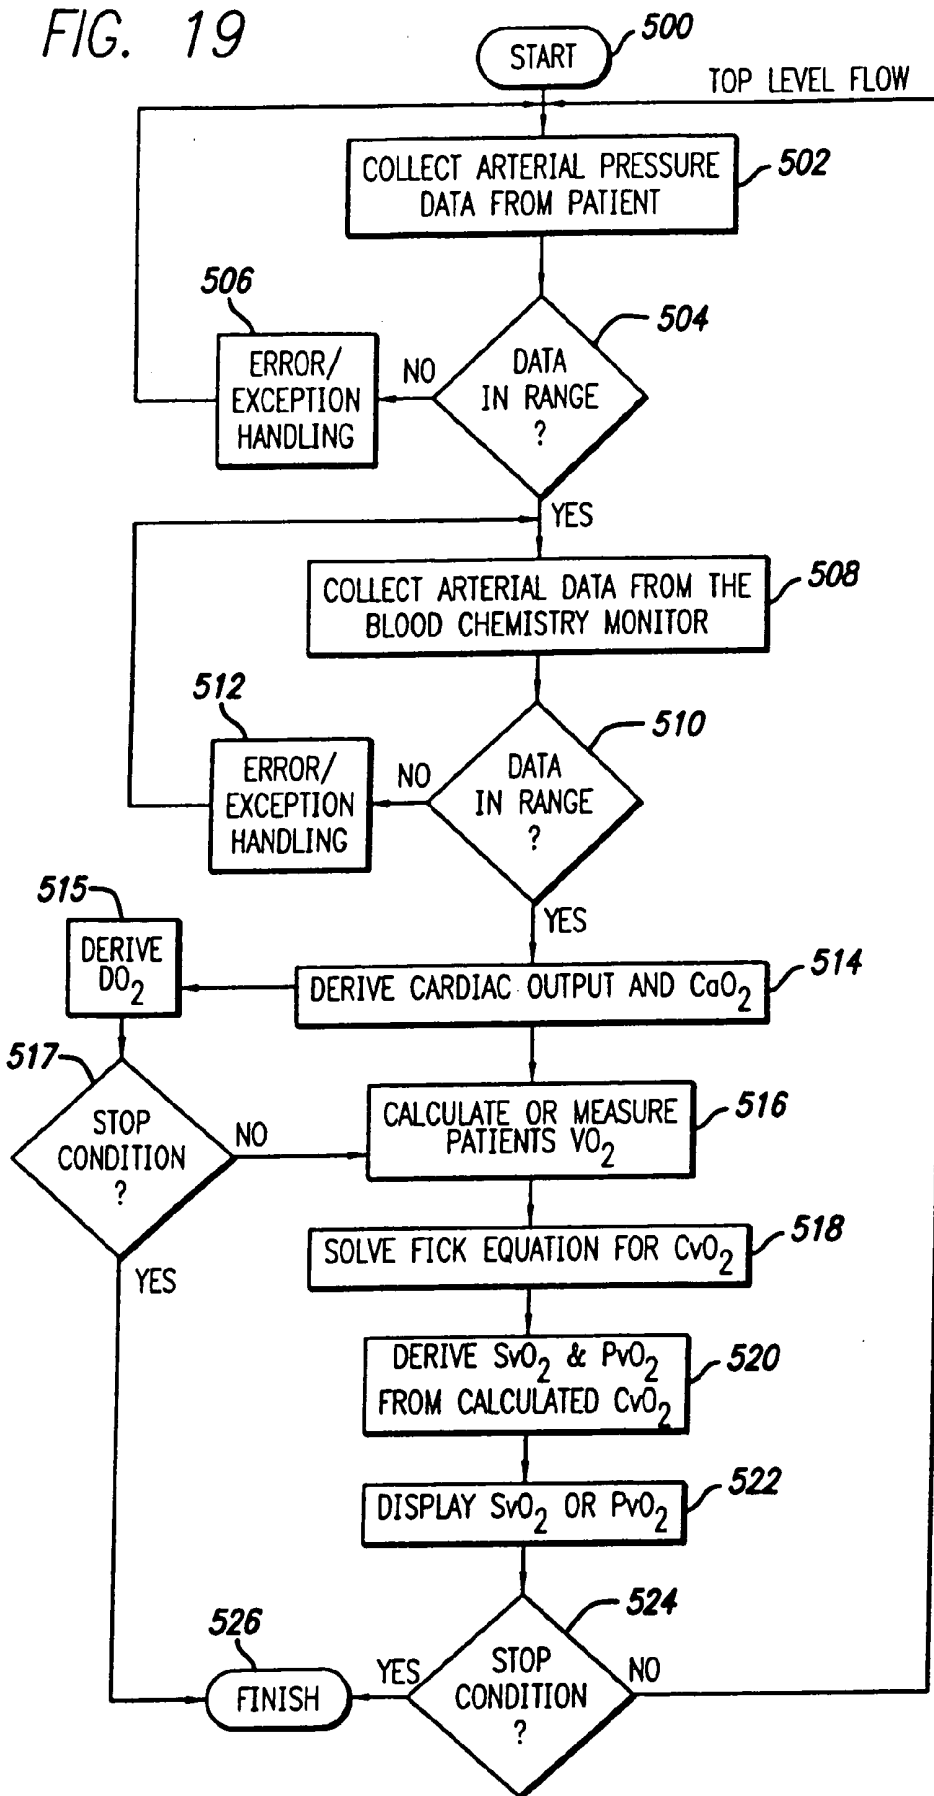 FIG. 19
START
500
TOP LEVEL FLOW
COLLECT ARTERIAL PRESSURE
DATA FROM PATIENT
502
506
504
ERROR/
EXCEPTION
HANDLING
NO
DATA
IN RANGE
?
YES
COLLECT ARTERIAL DATA FROM THE
BLOOD CHEMISTRY MONITOR
508
512
510
ERROR/
EXCEPTION
HANDLING
NO
DATA
IN RANGE
?
YES
515
DERIVE
DO₂
DERIVE CARDIAC OUTPUT AND CaO₂
514
517
STOP
CONDITION
?
NO
YES
CALCULATE OR MEASURE
PATIENTS VO₂
516
SOLVE FICK EQUATION FOR CvO₂
518
DERIVE SvO₂ & PvO₂
FROM CALCULATED CvO₂
520
DISPLAY SvO₂ OR PvO₂
522
524
526
FINISH
YES
STOP
CONDITION
?
NO